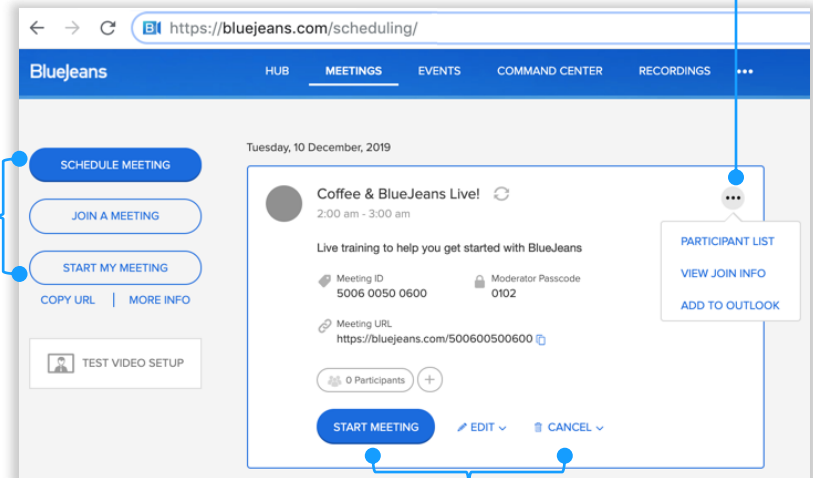 https://bluejeans.com/scheduling/
BlueJeans
HUB MEETINGS EVENTS COMMAND CENTER RECORDINGS •••
SCHEDULE MEETING
JOIN A MEETING
START MY MEETING
COPY URL | MORE INFO
TEST VIDEO SETUP
Tuesday, 10 December, 2019
Coffee & BlueJeans Live!
2:00 am - 3:00 am
Live training to help you get started with BlueJeans
Meeting ID
5006 0050 0600
Moderator Passcode
0102
Meeting URL
https://bluejeans.com/500600500600
0 Participants +
START MEETING EDIT CANCEL
•••
PARTICIPANT LIST
VIEW JOIN INFO
ADD TO OUTLOOK